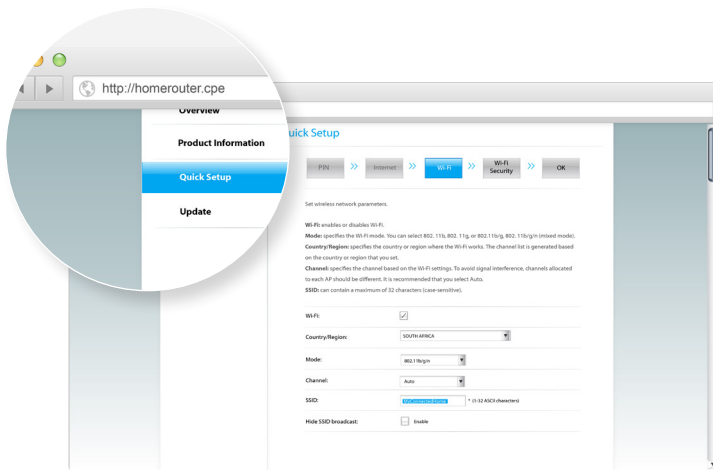 http://homerouter.cpe
Overview
Product Information
Quick Setup
Update
uick Setup
PIN
Internet
Wi-Fi
Wi-Fi
Security
OK
Set wireless network parameters.
Wi-Fi: enables or disables Wi-Fi.
Mode: specifies the Wi-Fi mode. You can select 802. 11b, 802. 11g, or 802.11b/g, 802. 11b/g/n (mixed mode).
Country/Region: specifies the country or region where the Wi-Fi works. The channel list is generated based
on the country or region that you set.
Channel: specifies the channel based on the Wi-Fi settings. To avoid signal interference, channels allocated
to each AP should be different. It is recommended that you select Auto.
SSID: can contain a maximum of 32 characters (case-sensitive).
Wi-Fi:
Country/Region: SOUTH AFRICA
Mode: 802.11b/g/n
Channel: Auto
SSID: MyConnectedHome * (1-32 ASCII characters)
Hide SSID broadcast: Enable